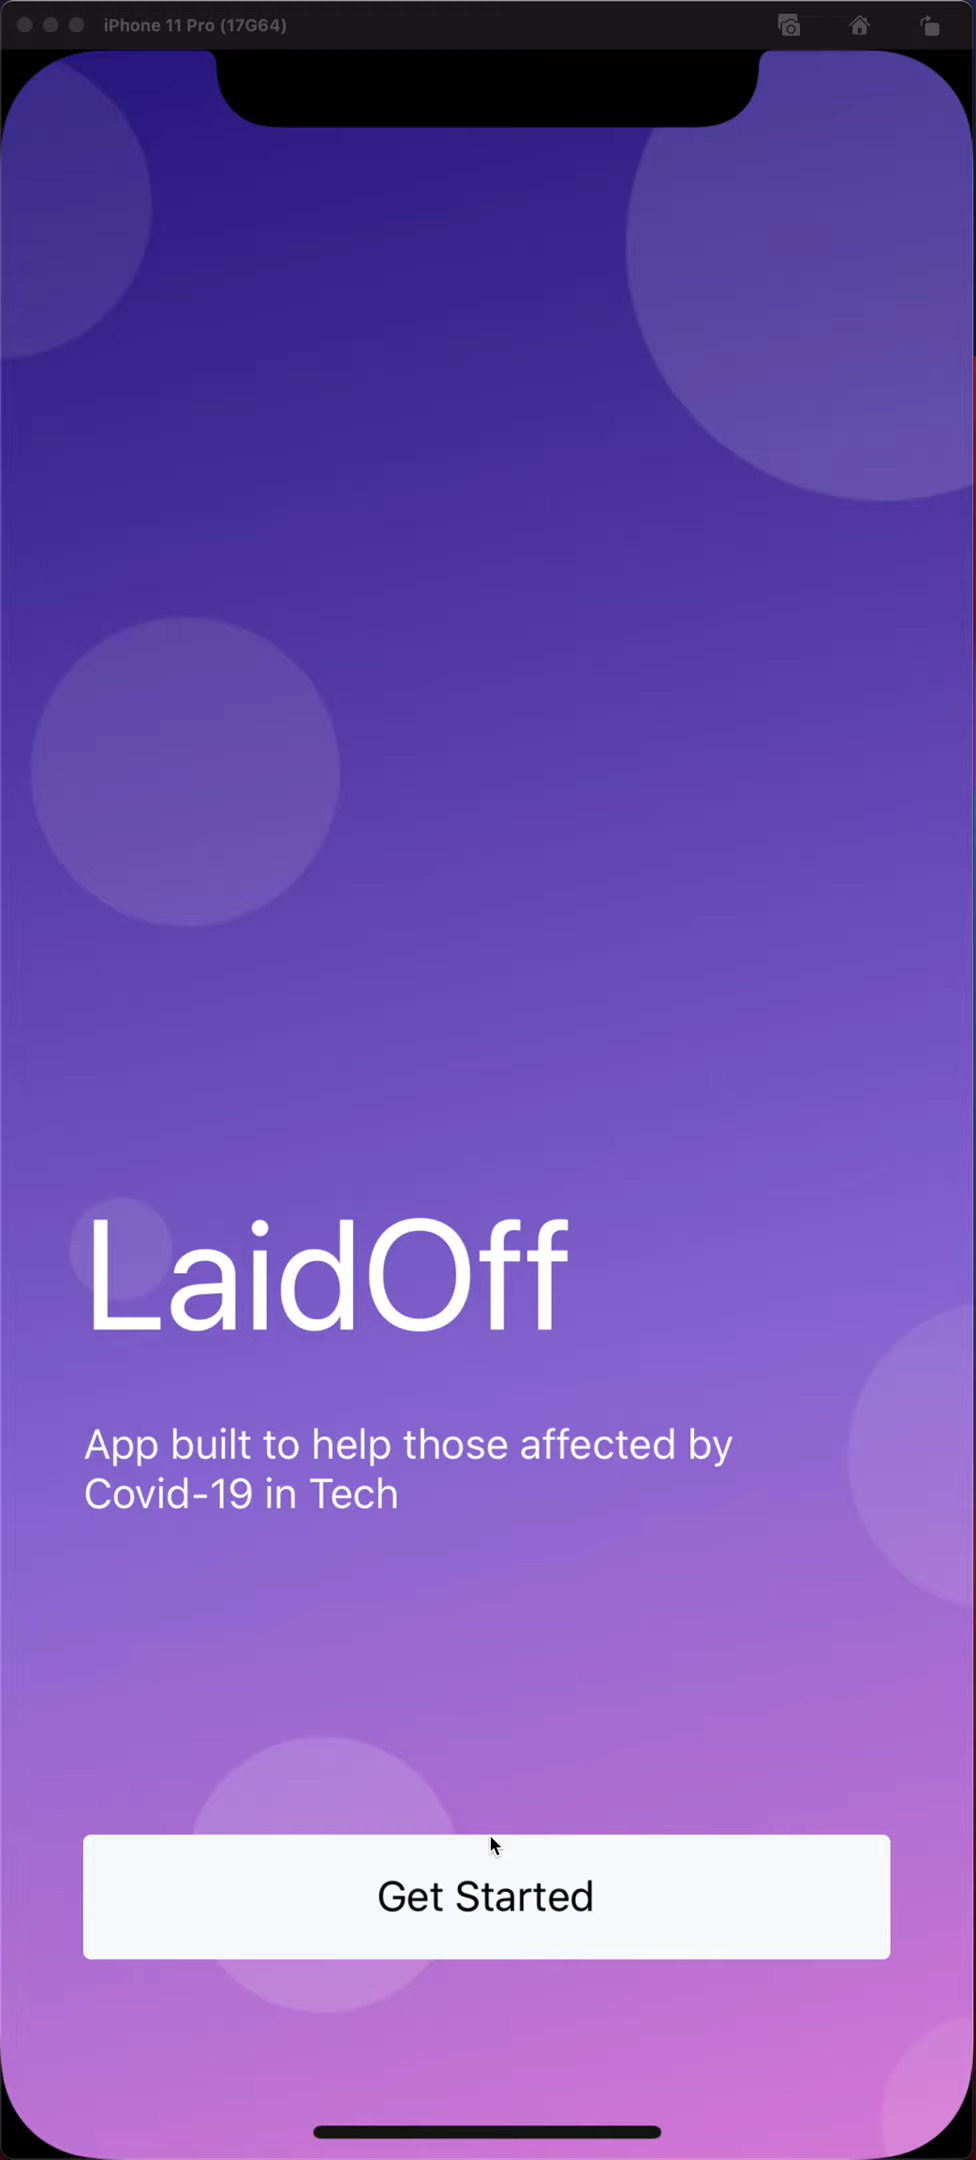 iPhone 11 Pro (17G64)
LaidOff
App built to help those affected by
Covid-19 in Tech
Get Started